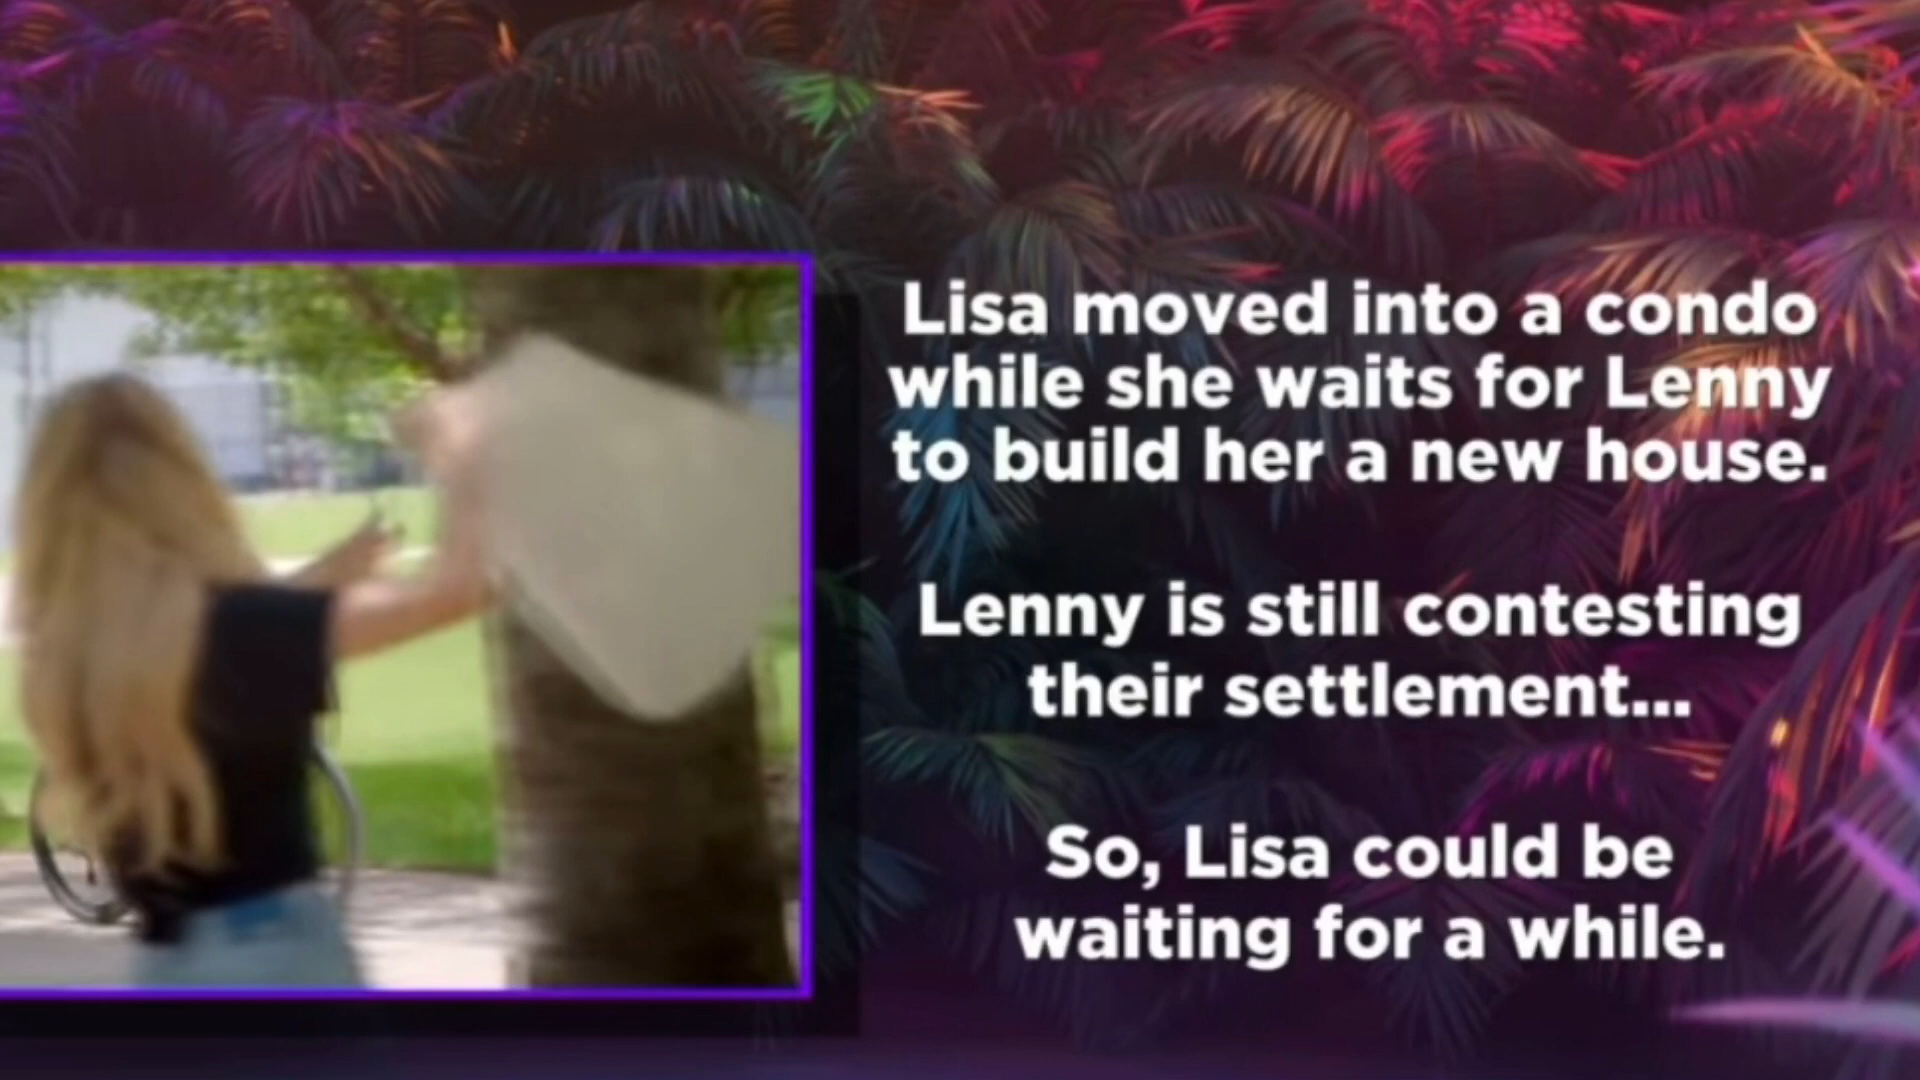 Lisa moved into a condo
while she waits for Lenny
to build her a new house.
Lenny is still contesting
their settlement...
So, Lisa could be
waiting for a while.